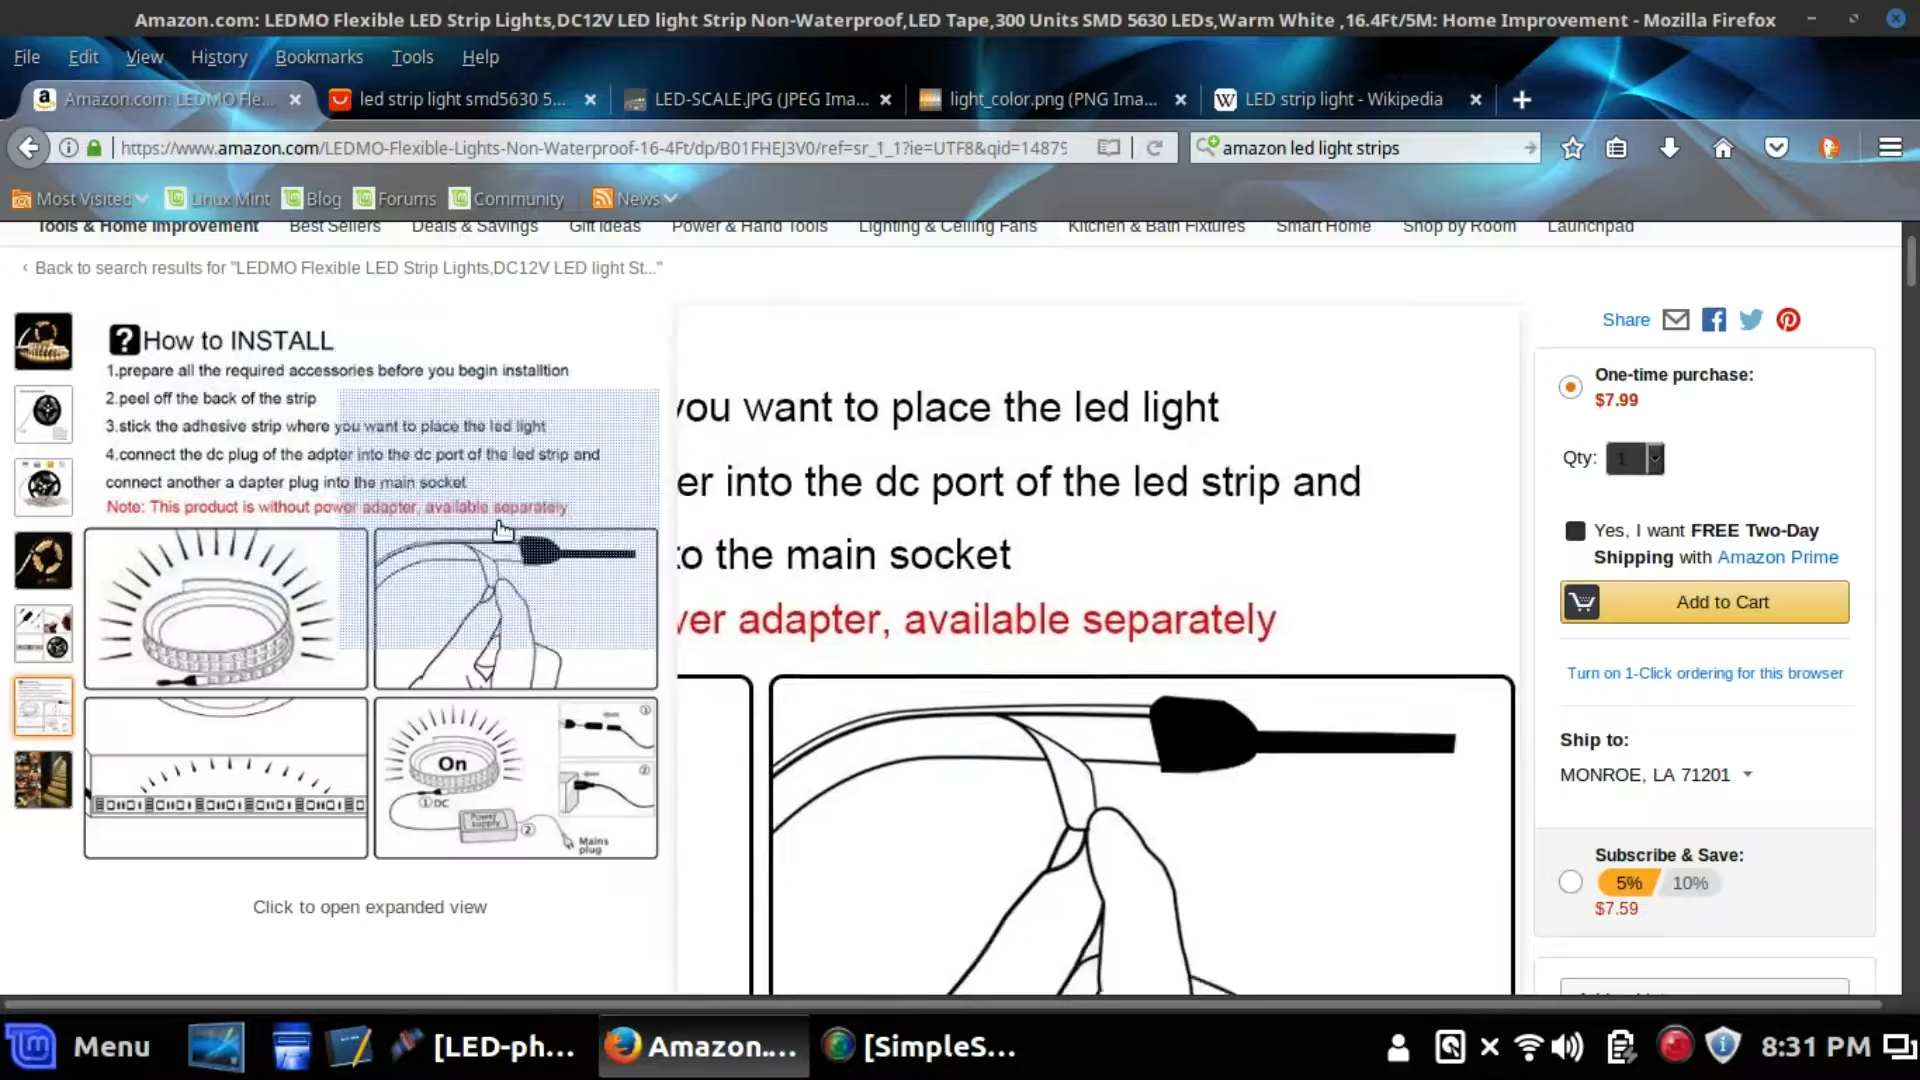 Amazon.com: LEDMO Flexible LED Strip Lights,DC12V LED light Strip Non-Waterproof,LED Tape,300 Units SMD 5630 LEDs,Warm White ,16.4Ft/5M: Home Improvement - Mozilla Firefox
File Edit View History Bookmarks Tools Help
Amazon.com: LEDMO Fle... led strip light smd5630 5... LED-SCALE.JPG (JPEG Ima... light_color.png (PNG Ima... LED strip light - Wikipedia
https://www.amazon.com/LEDMO-Flexible-Lights-Non-Waterproof-16-4Ft/dp/B01FHEJ3V0/ref=sr_1_1?ie=UTF8&qid=14879 amazon led light strips
Most Visited Linux Mint Blog Forums Community News
Tools & Home Improvement Best Sellers Deals & Savings Gift Ideas Power & Hand Tools Lighting & Ceiling Fans Kitchen & Bath Fixtures Smart Home Shop by Room Launchpad
‹ Back to search results for "LEDMO Flexible LED Strip Lights,DC12V LED light St..."
? How to INSTALL
1.prepare all the required accessories before you begin installtion
2.peel off the back of the strip
3.stick the adhesive strip where you want to place the led light
4.connect the dc plug of the adpter into the dc port of the led strip and
connect another a dapter plug into the main socket
Note: This product is without power adapter, available separately
On
① DC
Power supply
②
Mains plug
①
②
Click to open expanded view
you want to place the led light
er into the dc port of the led strip and
to the main socket
ver adapter, available separately
Share
One-time purchase:
$7.99
Qty: 1
Yes, I want FREE Two-Day
Shipping with Amazon Prime
Add to Cart
Turn on 1-Click ordering for this browser
Ship to:
MONROE, LA 71201
Subscribe & Save:
5% 10%
$7.59
Menu [LED-ph... Amazon.... [SimpleS... 8:31 PM